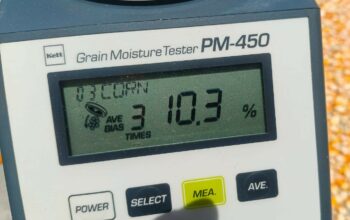 Kett Grain Moisture Tester PM-450
03 CORN
AVE 3 10.3 %
BIAS TIMES
POWER SELECT MEA. AVE.